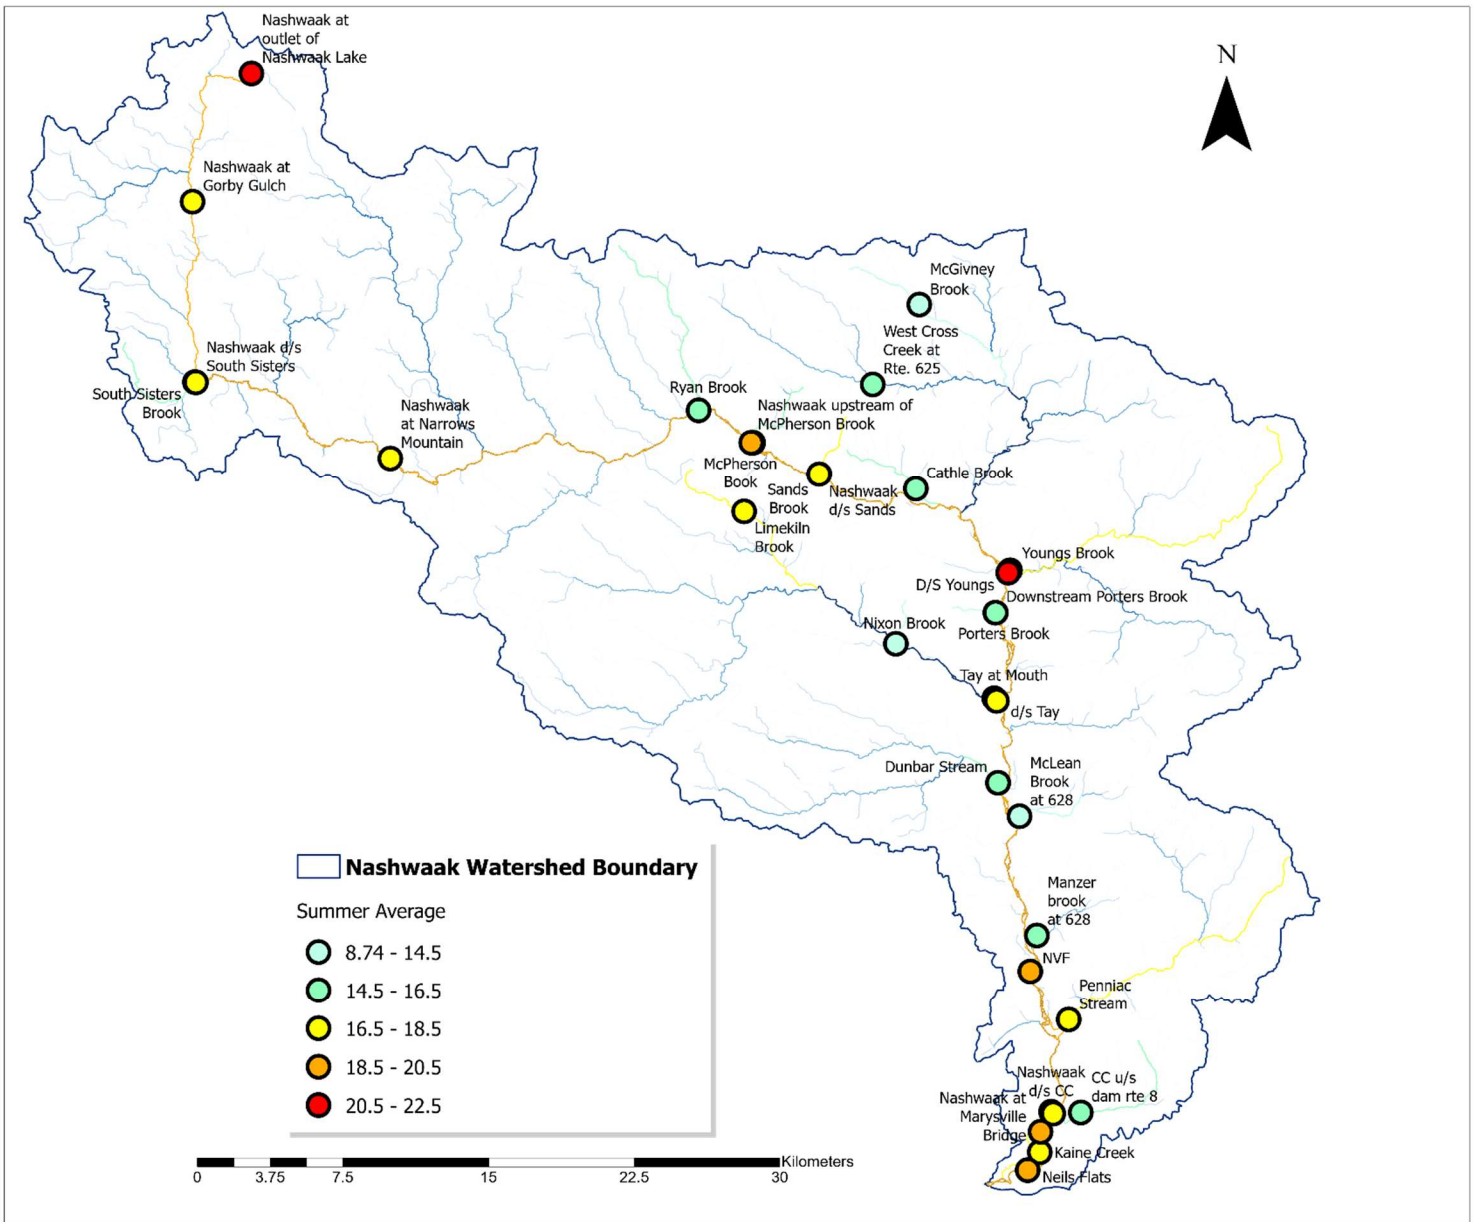 Nashwaak at
outlet of
Nashwaak Lake
N
Nashwaak at
Gorby Gulch
McGivney
Brook
West Cross
Creek at
Rte. 625
Nashwaak d/s
South Sisters
South Sisters
Brook
Nashwaak
at Narrows
Mountain
Ryan Brook
Nashwaak upstream of
McPherson Brook
McPherson
Book
Sands
Brook
Nashwaak
d/s Sands
Cathle Brook
Limekiln
Brook
Youngs Brook
D/S Youngs
Downstream Porters Brook
Porters Brook
Nixon Brook
Tay at Mouth
d/s Tay
Dunbar Stream
McLean
Brook
at 628
Manzer
brook
at 628
NVF
Penniac
Stream
Nashwaak
d/s CC
CC u/s
dam rte 8
Nashwaak at
Marysville
Bridge
Kaine Creek
Neils Flats
Nashwaak Watershed Boundary
Summer Average
8.74 - 14.5
14.5 - 16.5
16.5 - 18.5
18.5 - 20.5
20.5 - 22.5
Kilometers
0 3.75 7.5 15 22.5 30